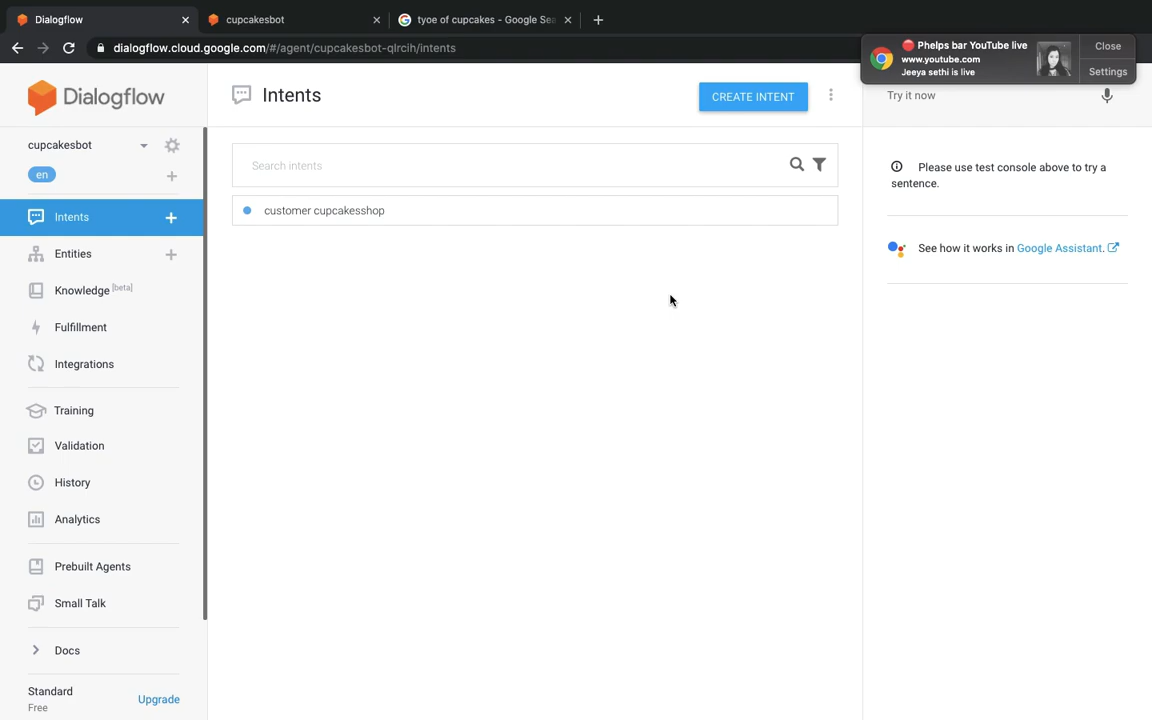 Dialogflow
cupcakesbot
tyoe of cupcakes - Google Sea
dialogflow.cloud.google.com/#/agent/cupcakesbot-qlrcih/intents
Phelps bar YouTube live
www.youtube.com
Jeeya sethi is live
Close
Settings
Dialogflow
Intents
CREATE INTENT
Try it now
cupcakesbot
en
Search intents
Please use test console above to try a
sentence.
Intents
customer cupcakesshop
Entities
See how it works in Google Assistant.
Knowledge [beta]
Fulfillment
Integrations
Training
Validation
History
Analytics
Prebuilt Agents
Small Talk
Docs
Standard
Free
Upgrade